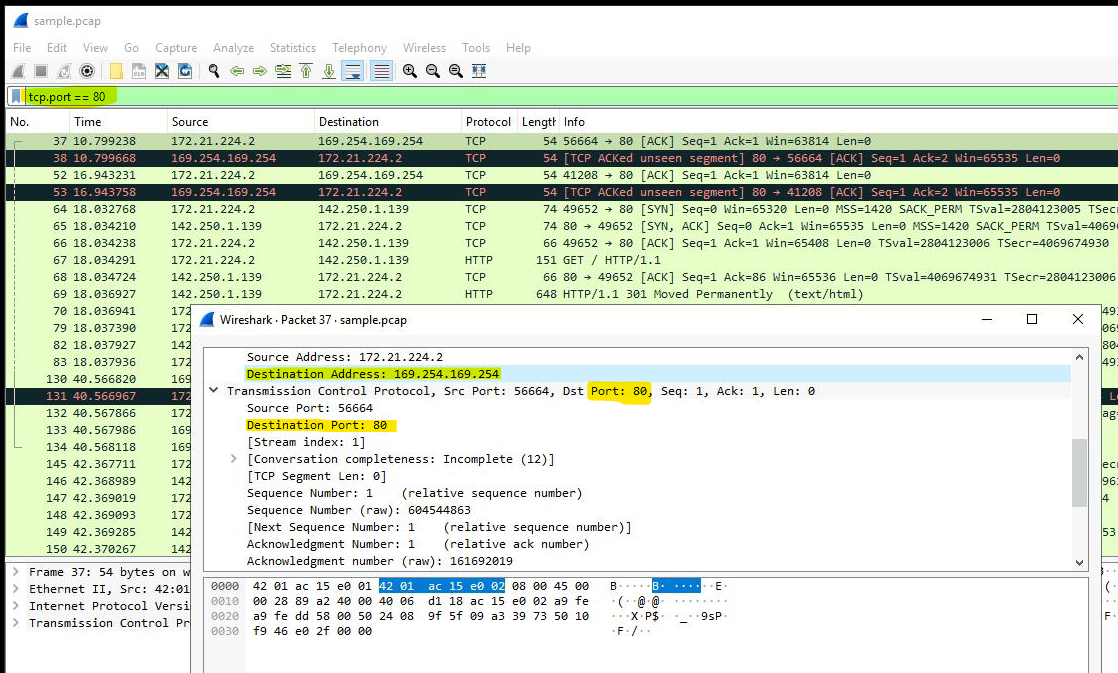 sample.pcap
File Edit View Go Capture Analyze Statistics Telephony Wireless Tools Help
tcp.port == 80
No. Time Source Destination Protocol Length Info
37 10.799238 172.21.224.2 169.254.169.254 TCP 54 56664 → 80 [ACK] Seq=1 Ack=1 Win=63814 Len=0
38 10.799668 169.254.169.254 172.21.224.2 TCP 54 [TCP ACKed unseen segment] 80 → 56664 [ACK] Seq=1 Ack=2 Win=65535 Len=0
52 16.943231 172.21.224.2 169.254.169.254 TCP 54 41208 → 80 [ACK] Seq=1 Ack=1 Win=63814 Len=0
53 16.943758 169.254.169.254 172.21.224.2 TCP 54 [TCP ACKed unseen segment] 80 → 41208 [ACK] Seq=1 Ack=2 Win=65535 Len=0
64 18.032768 172.21.224.2 142.250.1.139 TCP 74 49652 → 80 [SYN] Seq=0 Win=65320 Len=0 MSS=1420 SACK_PERM TSval=2804123005 TSecr
65 18.034210 142.250.1.139 172.21.224.2 TCP 74 80 → 49652 [SYN, ACK] Seq=0 Ack=1 Win=65535 Len=0 MSS=1420 SACK_PERM TSval=4069
66 18.034238 172.21.224.2 142.250.1.139 TCP 66 49652 → 80 [ACK] Seq=1 Ack=1 Win=65408 Len=0 TSval=2804123006 TSecr=4069674930
67 18.034291 172.21.224.2 142.250.1.139 HTTP 151 GET / HTTP/1.1
68 18.034724 142.250.1.139 172.21.224.2 TCP 66 80 → 49652 [ACK] Seq=1 Ack=86 Win=65536 Len=0 TSval=4069674931 TSecr=2804123006
69 18.036927 142.250.1.139 172.21.224.2 HTTP 648 HTTP/1.1 301 Moved Permanently (text/html)
70 18.036941 172
79 18.037390 172
82 18.037927 142
83 18.037936 172
130 40.566820 169
131 40.566967 172
132 40.567866 172
133 40.567986 169
134 40.568118 169
145 42.367711 172
146 42.368989 142
147 42.369019 172
148 42.369093 172
149 42.369285 142
150 42.370267 142
Frame 37: 54 bytes on w
Ethernet II, Src: 42:01
Internet Protocol Versi
Transmission Control Pr
Wireshark · Packet 37 · sample.pcap
Source Address: 172.21.224.2
Destination Address: 169.254.169.254
Transmission Control Protocol, Src Port: 56664, Dst Port: 80, Seq: 1, Ack: 1, Len: 0
Source Port: 56664
Destination Port: 80
[Stream index: 1]
[Conversation completeness: Incomplete (12)]
[TCP Segment Len: 0]
Sequence Number: 1 (relative sequence number)
Sequence Number (raw): 604544863
[Next Sequence Number: 1 (relative sequence number)]
Acknowledgment Number: 1 (relative ack number)
Acknowledgment number (raw): 161692019
0000 42 01 ac 15 e0 01 42 01 ac 15 e0 02 08 00 45 00 B·····B· ······E·
0010 00 28 89 a2 40 00 40 06 d1 18 ac 15 e0 02 a9 fe ·(··@·@· ········
0020 a9 fe dd 58 00 50 24 08 9f 5f 09 a3 39 73 50 10 ···X·P$· ·_··9sP·
0030 f9 46 e0 2f 00 00 ·F·/··